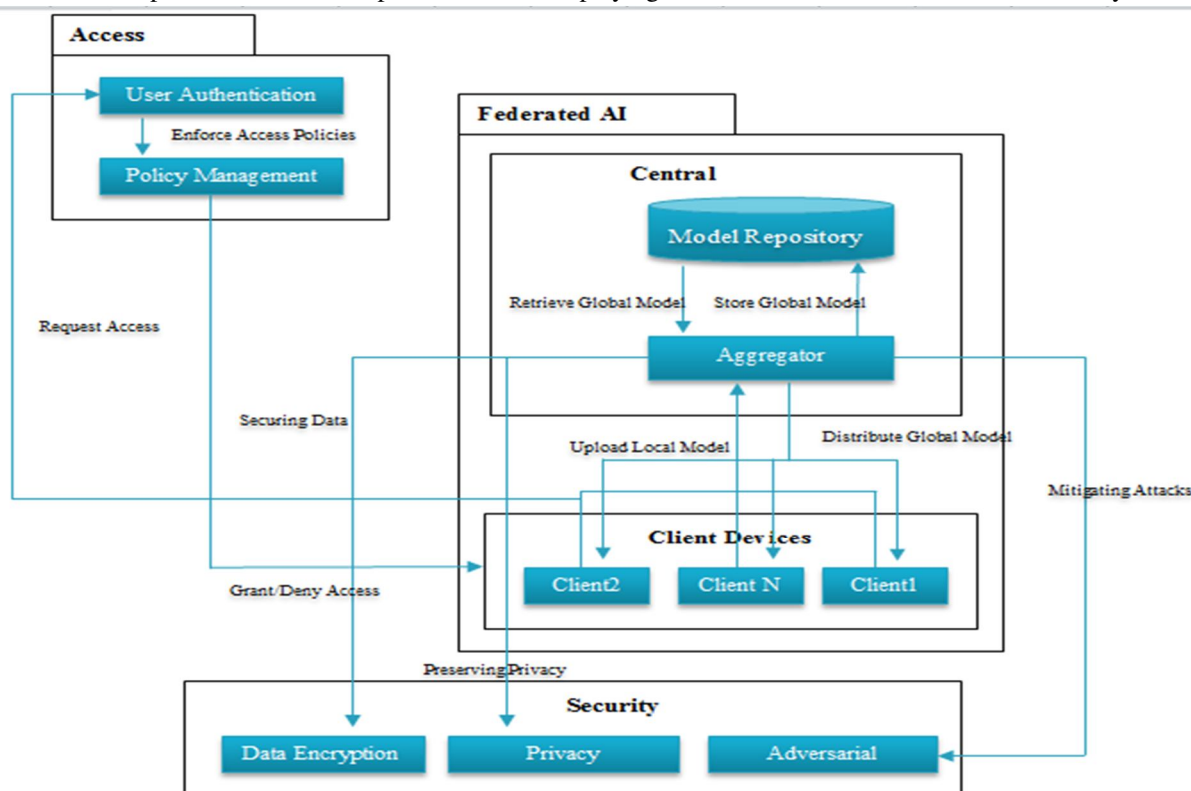 Access
User Authentication
Enforce Access Policies
Policy Management
Federated AI
Central
Model Repository
Retrieve Global Model
Store Global Model
Request Access
Aggregator
Securing Data
Upload Local Model
Distribute Global Model
Mitigating Attacks
Client Devices
Client2
Client N
Client1
Grant/Deny Access
Preserving Privacy
Security
Data Encryption
Privacy
Adversarial